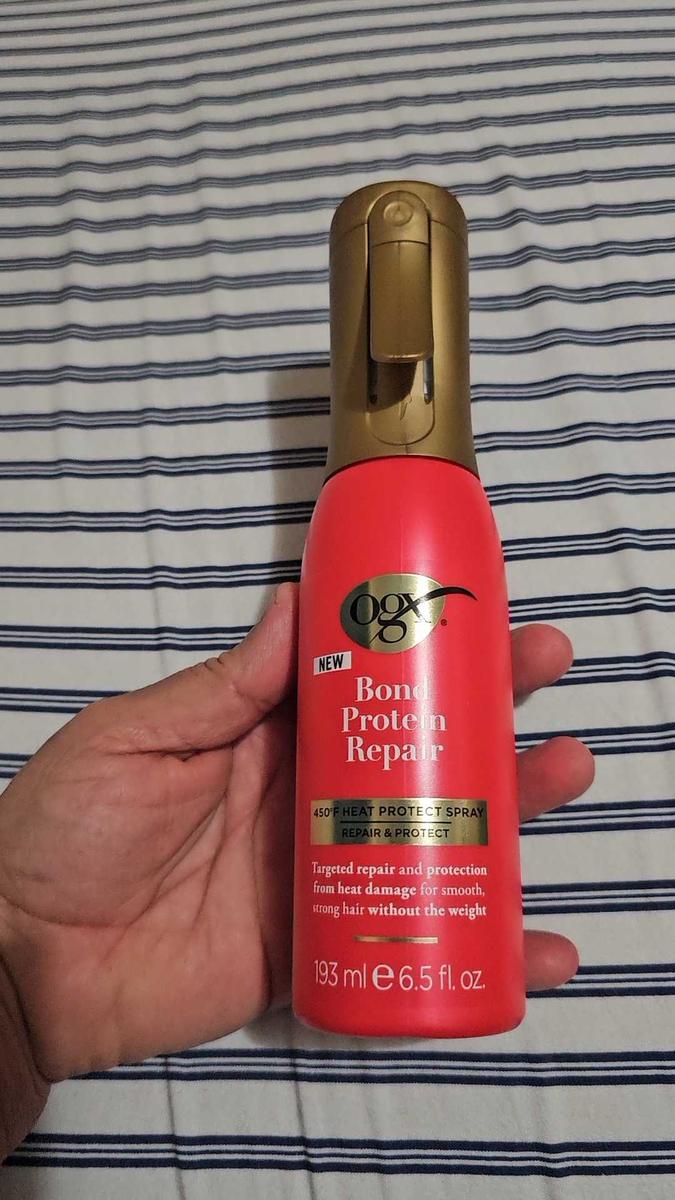 ogx®
NEW
Bond
Protein
Repair
450°F HEAT PROTECT SPRAY
REPAIR & PROTECT
Targeted repair and protection
from heat damage for smooth,
strong hair without the weight
193 ml e 6.5 fl. oz.